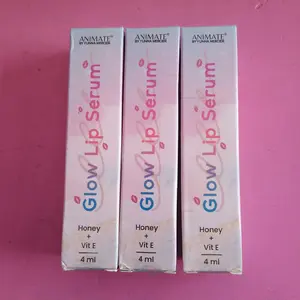 ANIMATE
Glow Lip Serum
Honey
+
Vit E
4 ml
ANIMATE
Glow Lip Serum
Honey
+
Vit E
4 ml
ANIMATE
Glow Lip Serum
Honey
+
Vit E
4 ml